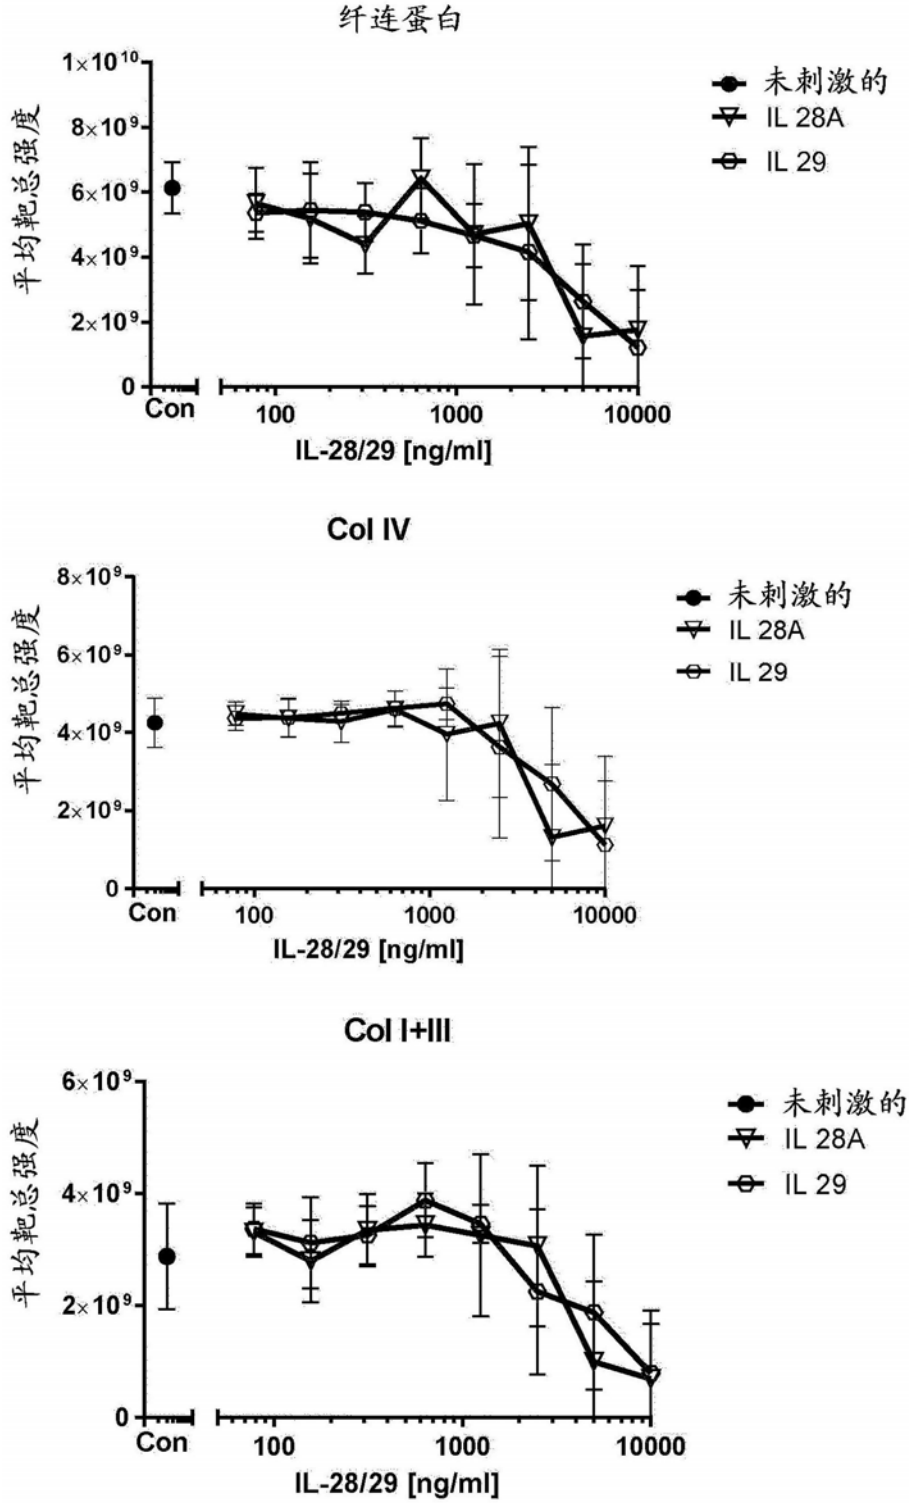 纤连蛋白
平均靶总强度
1×10¹⁰
8×10⁹
6×10⁹
4×10⁹
2×10⁹
0
Con
100
1000
10000
IL-28/29 [ng/ml]
未刺激的
IL 28A
IL 29
Col IV
平均靶总强度
8×10⁹
6×10⁹
4×10⁹
2×10⁹
0
Con
100
1000
10000
IL-28/29 [ng/ml]
未刺激的
IL 28A
IL 29
Col I+III
平均靶总强度
6×10⁹
4×10⁹
2×10⁹
0
Con
100
1000
10000
IL-28/29 [ng/ml]
未刺激的
IL 28A
IL 29